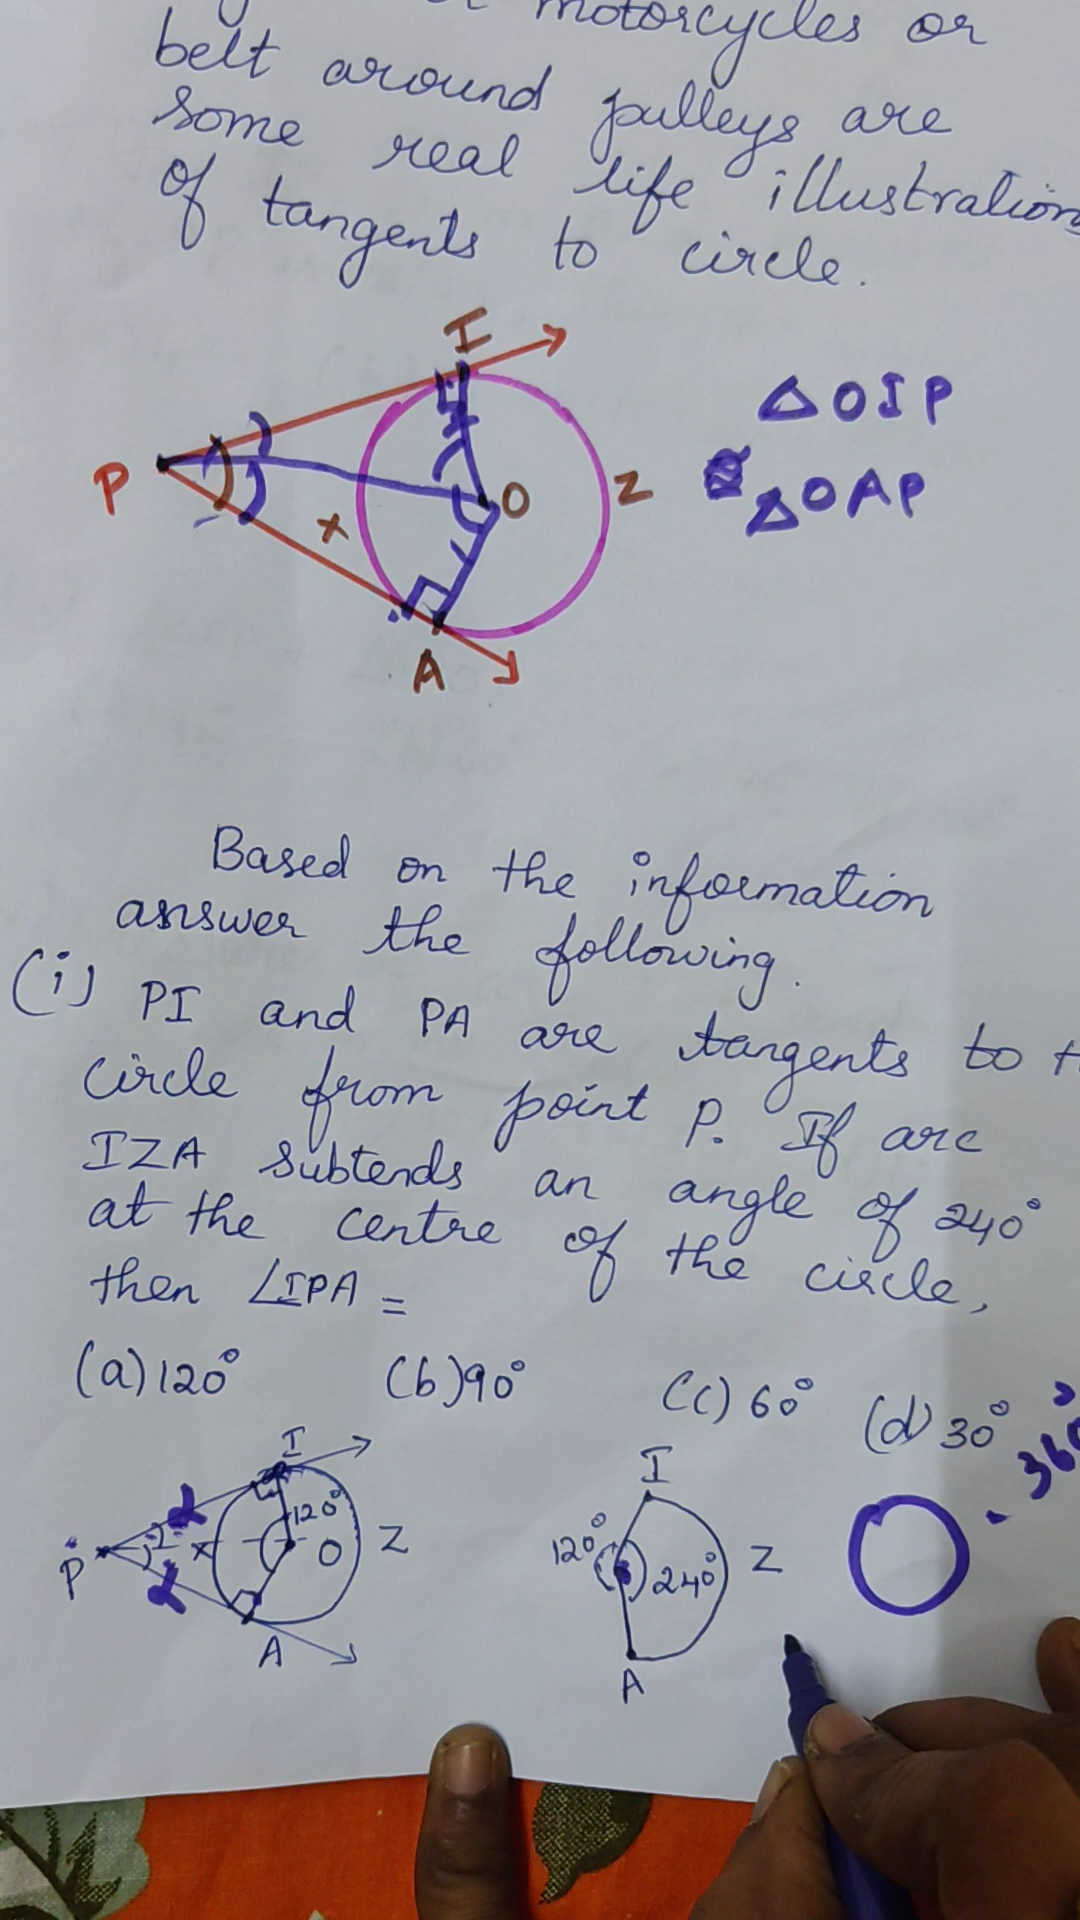 motorcycles or
belt around pulleys are
some real life illustrations
of tangents to circle.
I
P
O
Z
X
A
△OIP
△OAP
Based on the information
answer the following.
(i) PI and PA are tangents to
circle from point P. If arc
IZA subtends an angle of 240°
at the centre of the circle,
then ∠IPA =
(a) 120° (b) 90° (c) 60° (d) 30°
I
120°
P
X
O
Z
A
I
120°
240°
Z
A